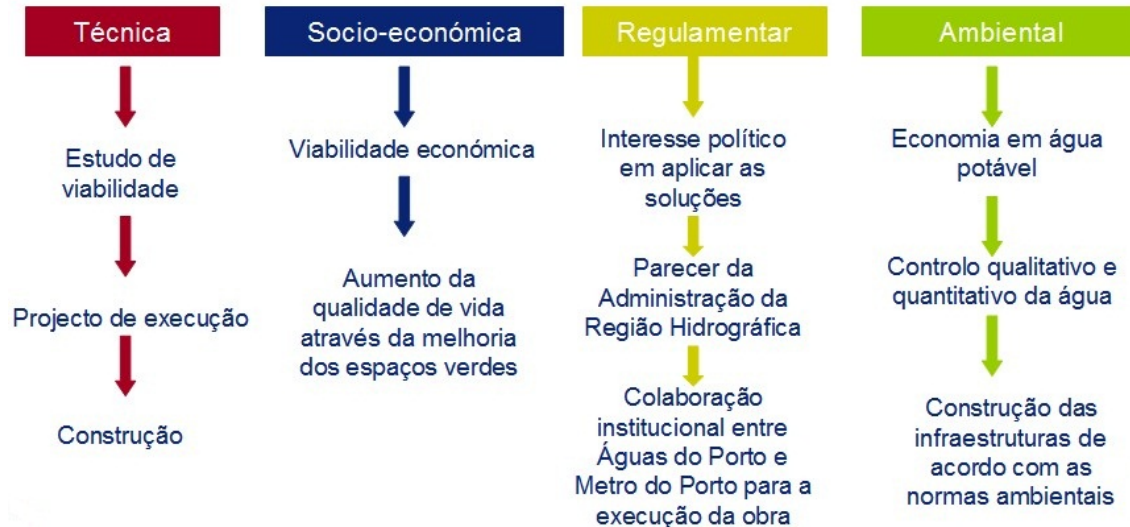 Técnica
Estudo de
viabilidade
Projecto de execução
Construção
Socio-económica
Viabilidade económica
Aumento da
qualidade de vida
através da melhoria
dos espaços verdes
Regulamentar
Interesse político
em aplicar as
soluções
Parecer da
Administração da
Região Hidrográfica
Colaboração
institucional entre
Águas do Porto e
Metro do Porto para a
execução da obra
Ambiental
Economia em água
potável
Controlo qualitativo e
quantitativo da água
Construção das
infraestruturas de
acordo com as
normas ambientais